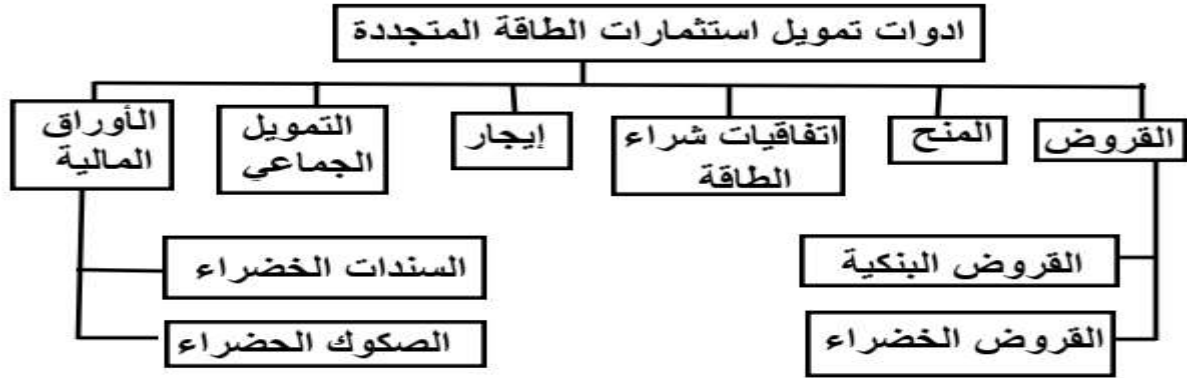 ادوات تمويل استثمارات الطاقة المتجددة
القروض
المنح
اتفاقيات شراء
الطاقة
إيجار
التمويل
الجماعي
الأوراق
المالية
القروض البنكية
القروض الخضراء
السندات الخضراء
الصكوك الحضراء